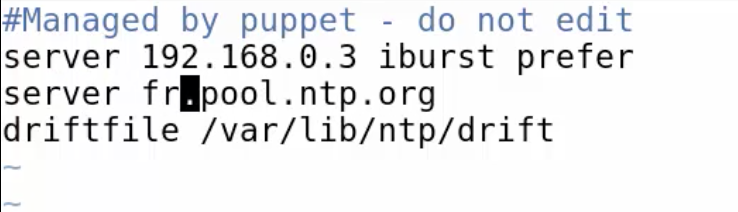 #Managed by puppet - do not edit
server 192.168.0.3 iburst prefer
server fr.pool.ntp.org
driftfile /var/lib/ntp/drift
~
~